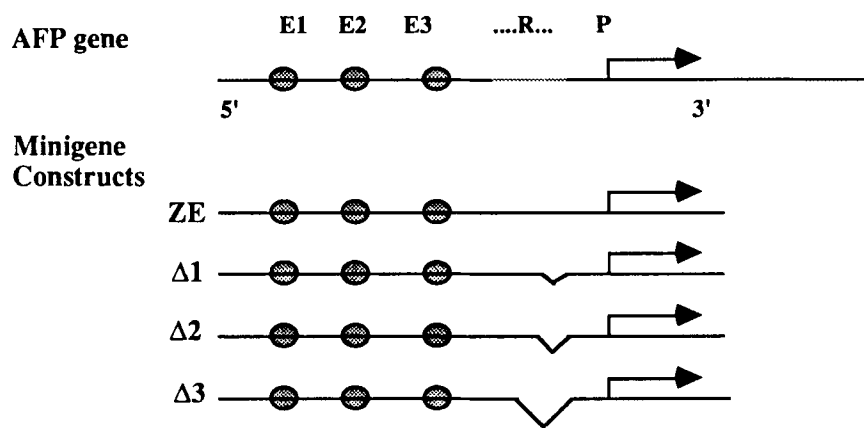 E1 E2 E3 ....R... P
AFP gene
5' 3'
Minigene
Constructs
ZE
Δ1
Δ2
Δ3